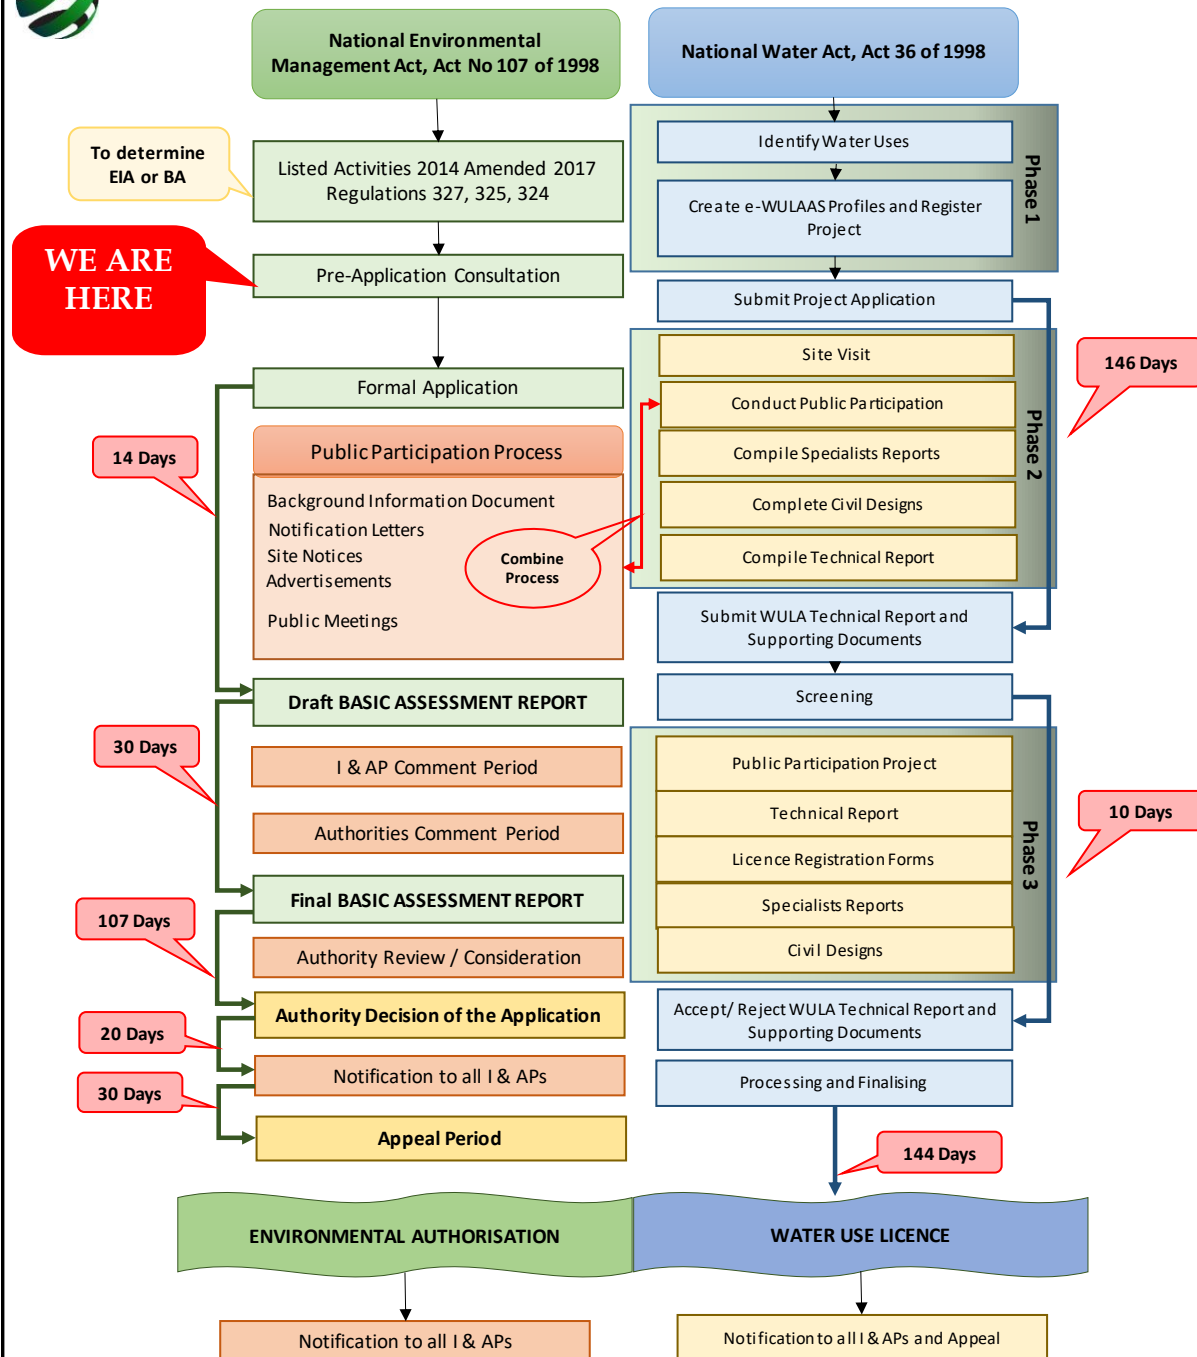 National Environmental
Management Act, Act No 107 of 1998
To determine
EIA or BA
Listed Activities 2014 Amended 2017
Regulations 327, 325, 324
WE ARE
HERE
Pre-Application Consultation
Formal Application
14 Days
Public Participation Process
Background Information Document
Notification Letters
Site Notices
Advertisements
Public Meetings
Combine
Process
Draft BASIC ASSESSMENT REPORT
30 Days
I & AP Comment Period
Authorities Comment Period
Final BASIC ASSESSMENT REPORT
107 Days
Authority Review / Consideration
Authority Decision of the Application
20 Days
Notification to all I & APs
30 Days
Appeal Period
National Water Act, Act 36 of 1998
Identify Water Uses
Create e-WULAAS Profiles and Register
Project
Phase 1
Submit Project Application
146 Days
Site Visit
Conduct Public Participation
Compile Specialists Reports
Complete Civil Designs
Compile Technical Report
Phase 2
Submit WULA Technical Report and
Supporting Documents
Screening
Public Participation Project
Technical Report
Licence Registration Forms
Specialists Reports
Civil Designs
Phase 3
10 Days
Accept/ Reject WULA Technical Report and
Supporting Documents
Processing and Finalising
144 Days
ENVIRONMENTAL AUTHORISATION
WATER USE LICENCE
Notification to all I & APs
Notification to all I & APs and Appeal